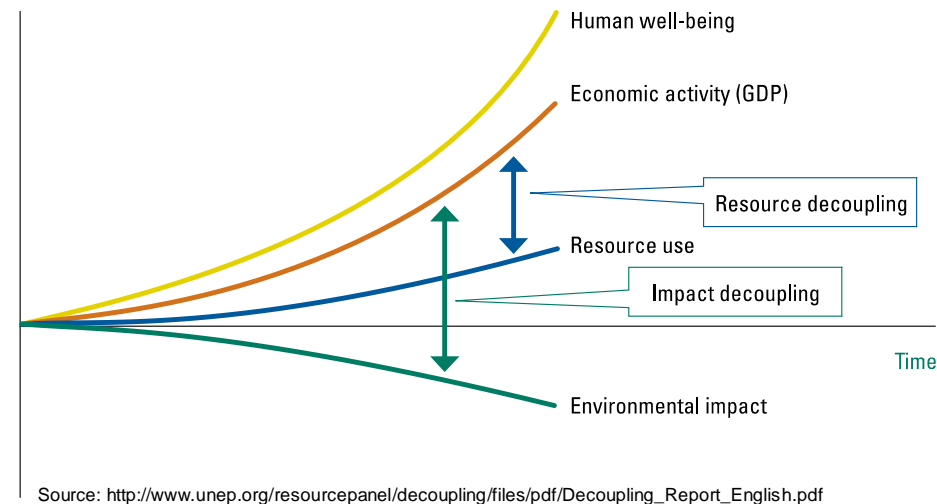 Human well-being
Economic activity (GDP)
Resource decoupling
Resource use
Impact decoupling
Time
Environmental impact
Source: http://www.unep.org/resourcepanel/decoupling/files/pdf/Decoupling_Report_English.pdf